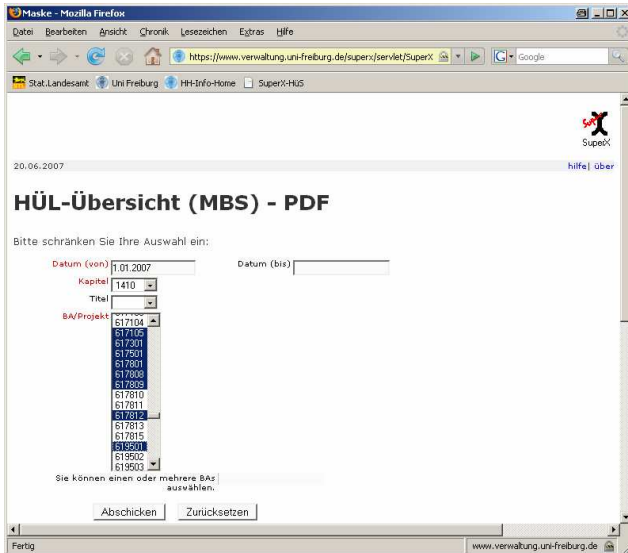 Maske - Mozilla Firefox
Datei Bearbeiten Ansicht Chronik Lesezeichen Extras Hilfe
https://www.verwaltung.uni-freiburg.de/superx/servlet/SuperX
Google
Stat.Landesamt Uni Freiburg HH-Info-Home SuperX-HüS
SuperX
20.06.2007 hilfe| über
HÜL-Übersicht (MBS) - PDF
Bitte schränken Sie Ihre Auswahl ein:
Datum (von) 1.01.2007 Datum (bis)
Kapitel 1410
Titel
BA/Projekt
617104
617105
617301
617501
617801
617808
617809
617810
617811
617812
617813
617815
619501
619502
619503
Sie können einen oder mehrere BAs
auswählen.
Abschicken Zurücksetzen
Fertig www.verwaltung.uni-freiburg.de